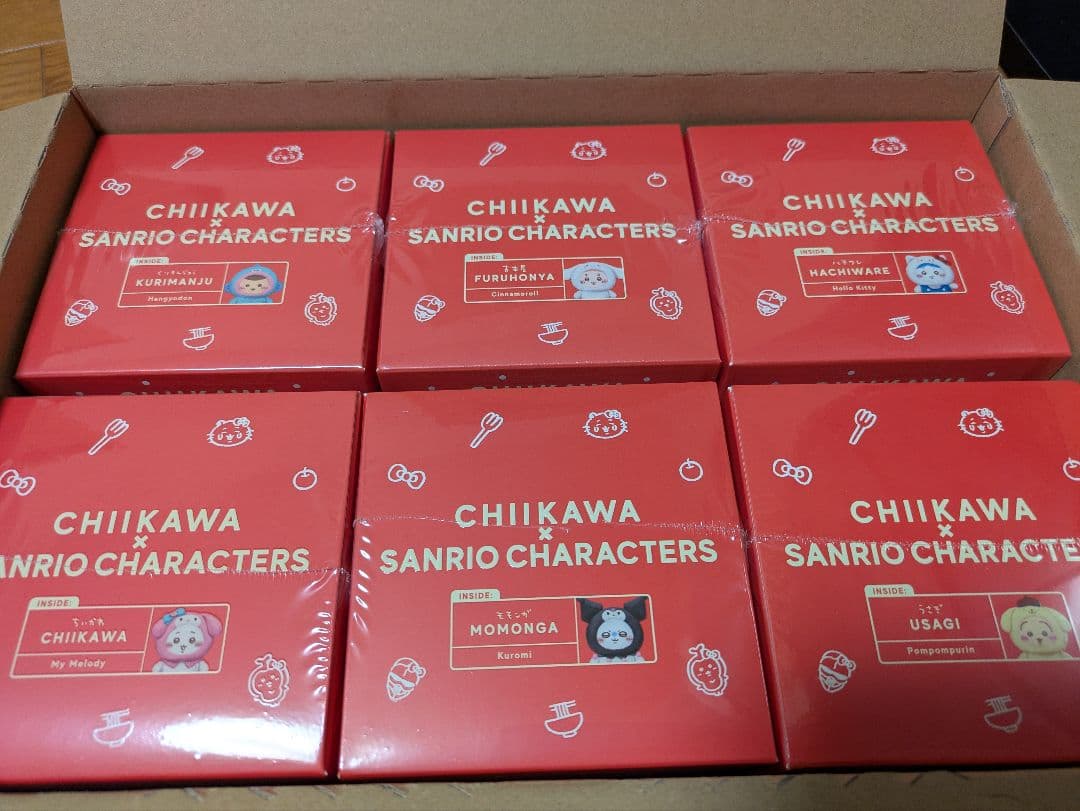 CHIIKAWA
×
SANRIO CHARACTERS
INSIDE:
くりまんじゅう
KURIMANJU
Hangyodon
CHIIKAWA
×
SANRIO CHARACTERS
INSIDE:
古本屋
FURUHONYA
Cinnamoroll
CHIIKAWA
×
SANRIO CHARACTERS
INSIDE:
ハチワレ
HACHIWARE
Hello Kitty
CHIIKAWA
×
ANRIO CHARACTERS
INSIDE:
ちいかわ
CHIIKAWA
My Melody
CHIIKAWA
×
SANRIO CHARACTERS
INSIDE:
モモンガ
MOMONGA
Kuromi
CHIIKAWA
×
SANRIO CHARACTE
INSIDE:
うさぎ
USAGI
Pompompurin